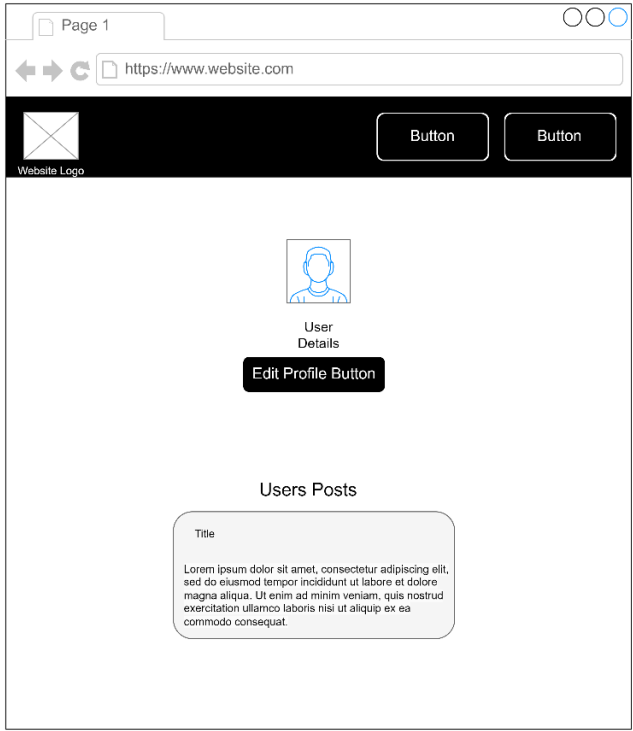 Page 1
https://www.website.com
Button
Button
Website Logo
User
Details
Edit Profile Button
Users Posts
Title
Lorem ipsum dolor sit amet, consectetur adipiscing elit,
sed do eiusmod tempor incididunt ut labore et dolore
magna aliqua. Ut enim ad minim veniam, quis nostrud
exercitation ullamco laboris nisi ut aliquip ex ea
commodo consequat.